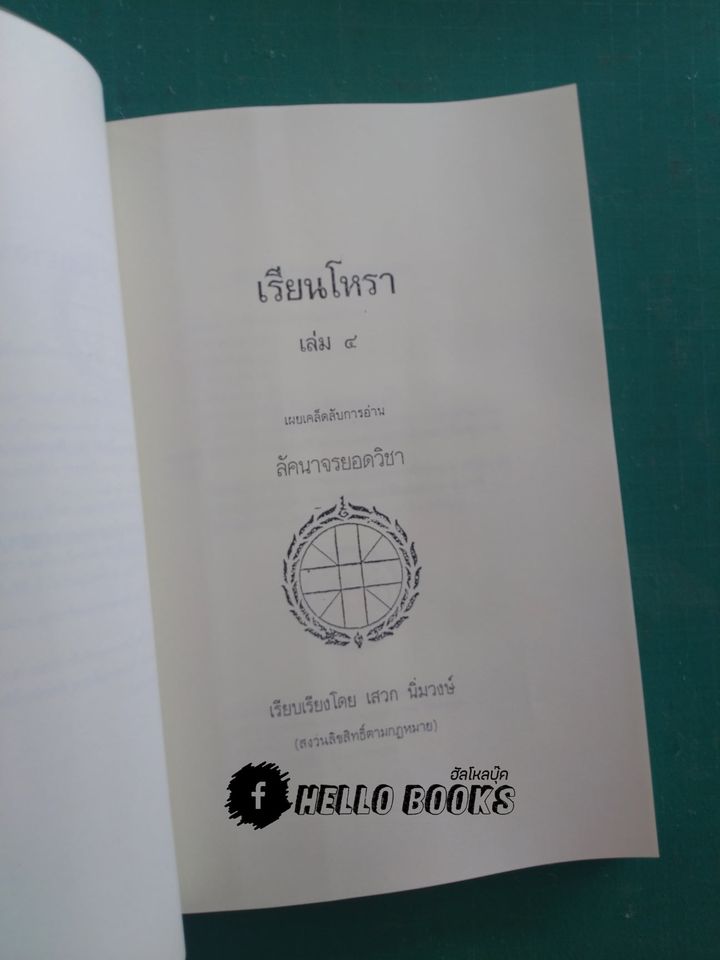 เรียนโหรา
เล่ม ๔
เผยเคล็ดลับการอ่าน
ลัคนาจรยอดวิชา
เรียบเรียงโดย เสวก นิ่มวงษ์
(สงวนลิขสิทธิ์ตามกฎหมาย)
ฮัลโหลบุ๊ค
f HELLO BOOKS